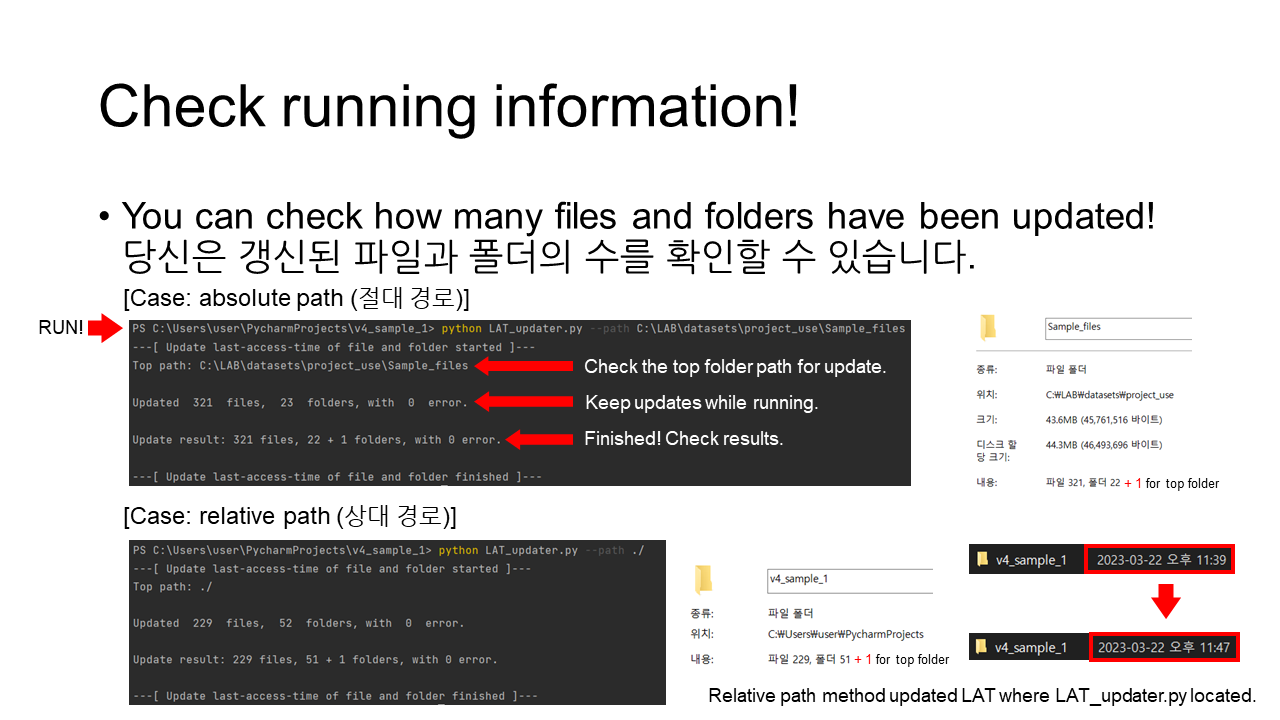 Check running information!
• You can check how many files and folders have been updated!
당신은 갱신된 파일과 폴더의 수를 확인할 수 있습니다.
[Case: absolute path (절대 경로)]
RUN!
PS C:\Users\user\PycharmProjects\v4_sample_1> python LAT_updater.py --path C:\LAB\datasets\project_use\Sample_files
---[ Update last-access-time of file and folder started ]---
Top path: C:\LAB\datasets\project_use\Sample_files
Check the top folder path for update.
Updated 321 files, 23 folders, with 0 error.
Keep updates while running.
Update result: 321 files, 22 + 1 folders, with 0 error.
Finished! Check results.
---[ Update last-access-time of file and folder finished ]---
Sample_files
종류: 파일 폴더
위치: C:₩LAB₩datasets₩project_use
크기: 43.6MB (45,761,516 바이트)
디스크 할 44.3MB (46,493,696 바이트)
당 크기:
내용: 파일 321, 폴더 22 + 1 for top folder
[Case: relative path (상대 경로)]
PS C:\Users\user\PycharmProjects\v4_sample_1> python LAT_updater.py --path ./
---[ Update last-access-time of file and folder started ]---
Top path: ./
Updated 229 files, 52 folders, with 0 error.
Update result: 229 files, 51 + 1 folders, with 0 error.
---[ Update last-access-time of file and folder finished ]---
v4_sample_1
종류: 파일 폴더
위치: C:₩Users₩user₩PycharmProjects
내용: 파일 229, 폴더 51 + 1 for top folder
v4_sample_1 2023-03-22 오후 11:39
v4_sample_1 2023-03-22 오후 11:47
Relative path method updated LAT where LAT_updater.py located.